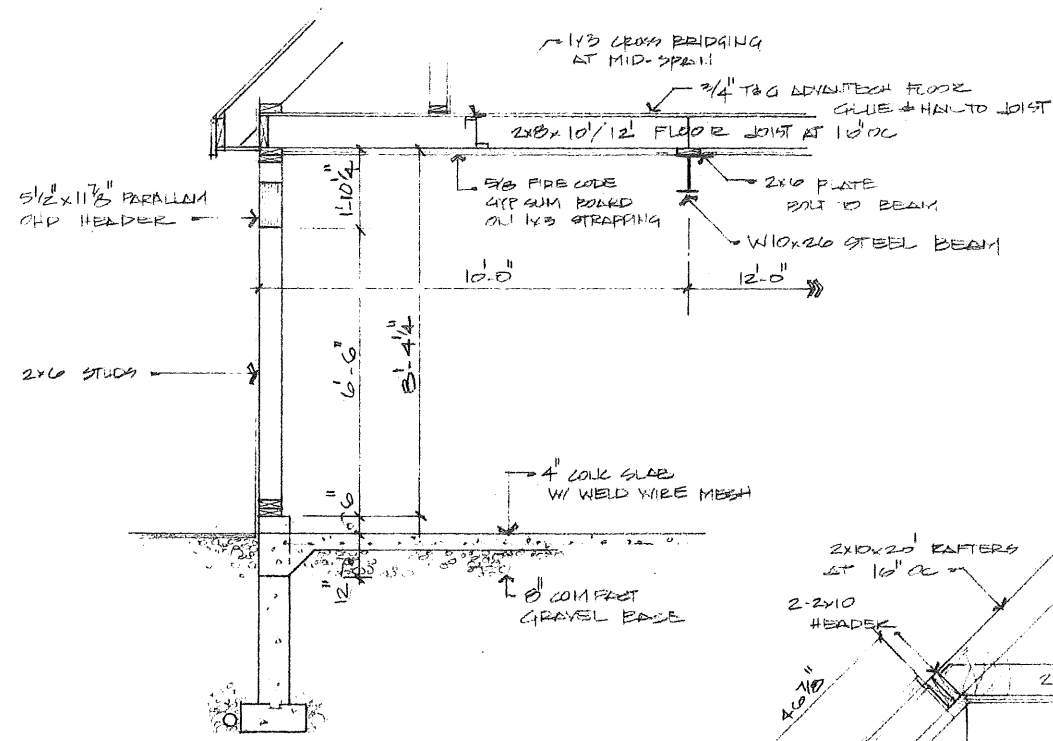 1x3 CROSS BRIDGING
AT MID-SPAN
3/4" T&G ADVANTECH FLOOR
GLUE & NAIL TO JOIST
2x8x10'/12' FLOOR JOIST AT 16"OC
5 1/2" x 11 7/8" PARALLAM
OHD HEADER
1'-10 1/4"
5/8 FIRE CODE
GYPSUM BOARD
ON 1x3 STRAPPING
2x6 PLATE
BOLT TO BEAM
W10x26 STEEL BEAM
10'-0"
12'-0"
2x6 STUDS
6'-6"
8'-4 1/4"
4" CONC SLAB
W/ WELD WIRE MESH
6"
12"
8" COMPACT
GRAVEL BASE
2x10x20' RAFTERS
AT 16" OC
2-2x10
HEADER
46 7/8"
2